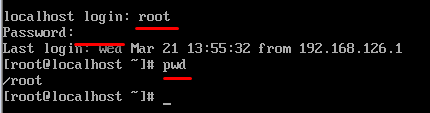 localhost login: root
Password:
Last login: Wed Mar 21 13:55:32 from 192.168.126.1
[root@localhost ~]# pwd
/root
[root@localhost ~]# _